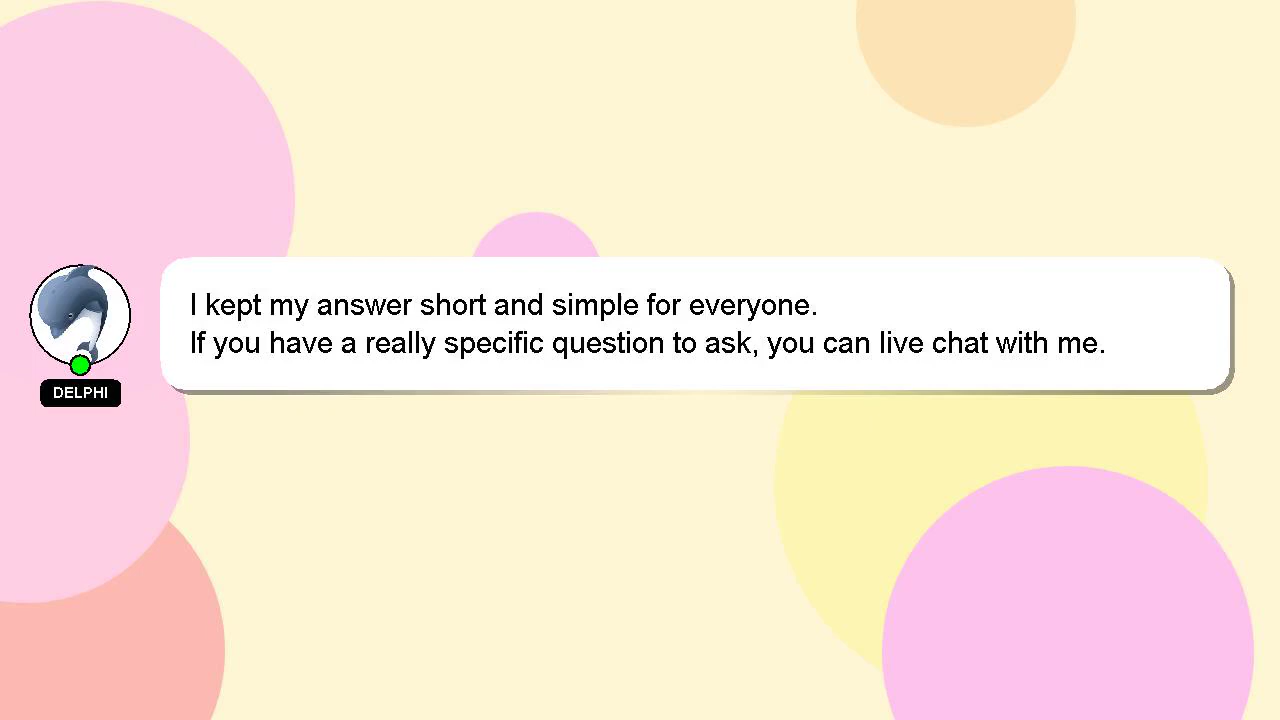 I kept my answer short and simple for everyone.
If you have a really specific question to ask, you can live chat with me.
DELPHI